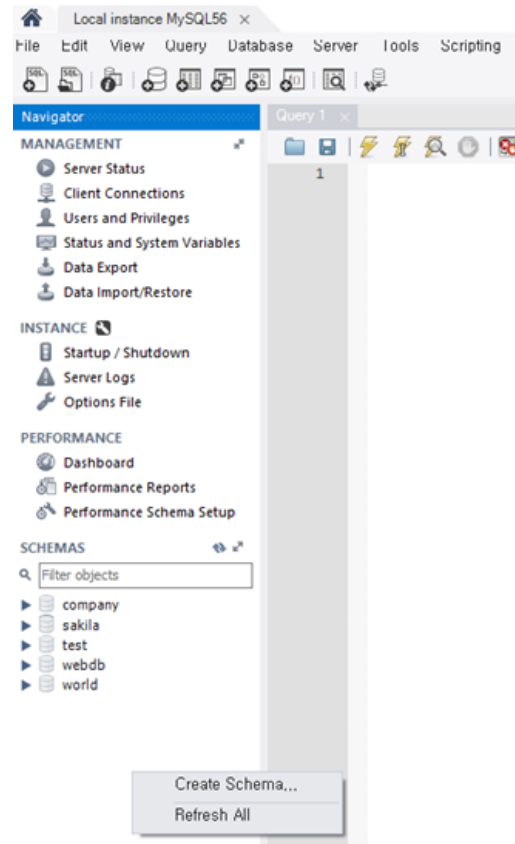 Local instance MySQL56 ×
File Edit View Query Database Server Tools Scripting
Navigator
Query 1 ×
MANAGEMENT
1
Server Status
Client Connections
Users and Privileges
Status and System Variables
Data Export
Data Import/Restore
INSTANCE
Startup / Shutdown
Server Logs
Options File
PERFORMANCE
Dashboard
Performance Reports
Performance Schema Setup
SCHEMAS
Filter objects
company
sakila
test
webdb
world
Create Schema...
Refresh All